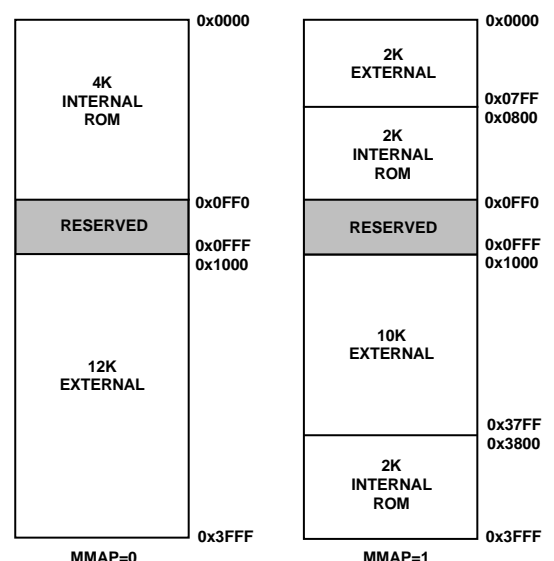 0x0000
4K
INTERNAL
ROM
0x0FF0
RESERVED
0x0FFF
0x1000
12K
EXTERNAL
0x3FFF
MMAP=0
0x0000
2K
EXTERNAL
0x07FF
0x0800
2K
INTERNAL
ROM
0x0FF0
RESERVED
0x0FFF
0x1000
10K
EXTERNAL
0x37FF
0x3800
2K
INTERNAL
ROM
0x3FFF
MMAP=1